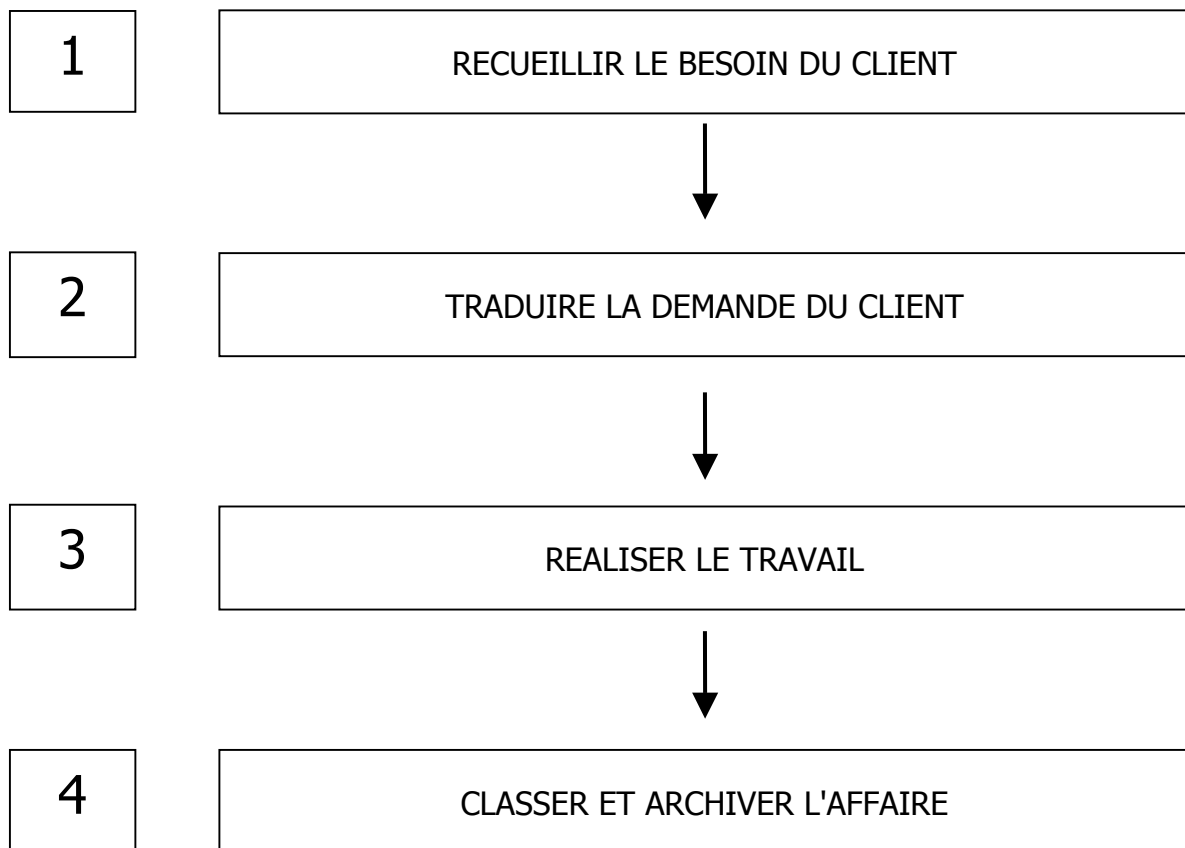 1
RECUEILLIR LE BESOIN DU CLIENT
2
TRADUIRE LA DEMANDE DU CLIENT
3
REALISER LE TRAVAIL
4
CLASSER ET ARCHIVER L'AFFAIRE